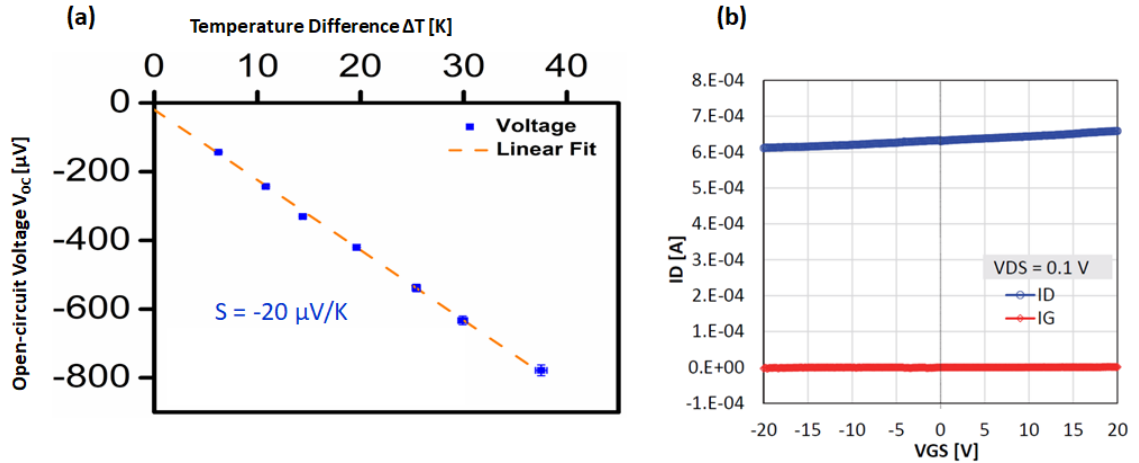 (a)
Temperature Difference ΔT [K]
0 10 20 30 40
Open-circuit Voltage VOC [µV]
0
-200
-400
-600
-800
Voltage
Linear Fit
S = -20 µV/K
(b)
ID [A]
8.E-04
7.E-04
6.E-04
5.E-04
4.E-04
3.E-04
2.E-04
1.E-04
0.E+00
-1.E-04
VDS = 0.1 V
ID
IG
-20 -15 -10 -5 0 5 10 15 20
VGS [V]